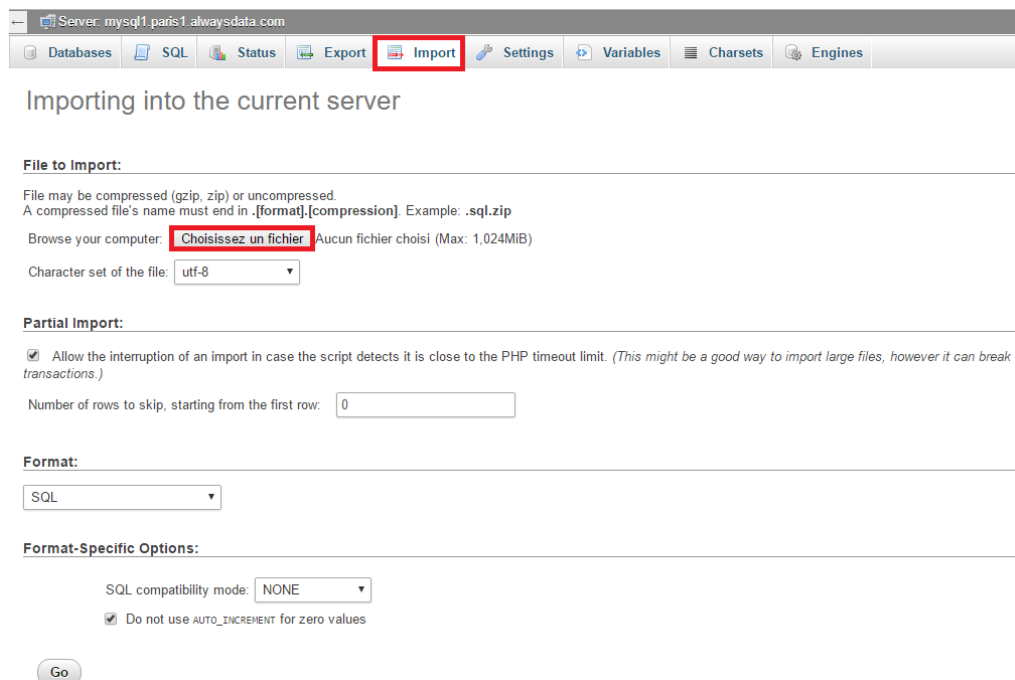 Server: mysql1.paris1.alwaysdata.com
Databases SQL Status Export Import Settings Variables Charsets Engines
Importing into the current server
File to Import:
File may be compressed (gzip, zip) or uncompressed.
A compressed file's name must end in .[format].[compression]. Example: .sql.zip
Browse your computer: Choisissez un fichier Aucun fichier choisi (Max: 1,024MiB)
Character set of the file: utf-8
Partial Import:
Allow the interruption of an import in case the script detects it is close to the PHP timeout limit. (This might be a good way to import large files, however it can break
transactions.)
Number of rows to skip, starting from the first row: 0
Format:
SQL
Format-Specific Options:
SQL compatibility mode: NONE
Do not use AUTO_INCREMENT for zero values
Go